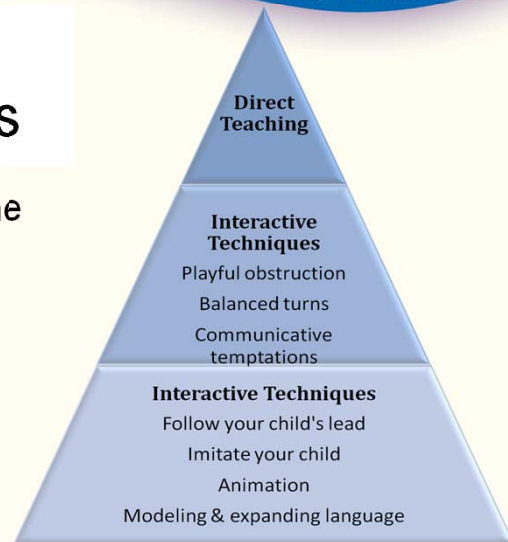 s
Direct
Teaching
Interactive
Techniques
Playful obstruction
Balanced turns
Communicative
temptations
Interactive Techniques
Follow your child's lead
Imitate your child
Animation
Modeling & expanding language